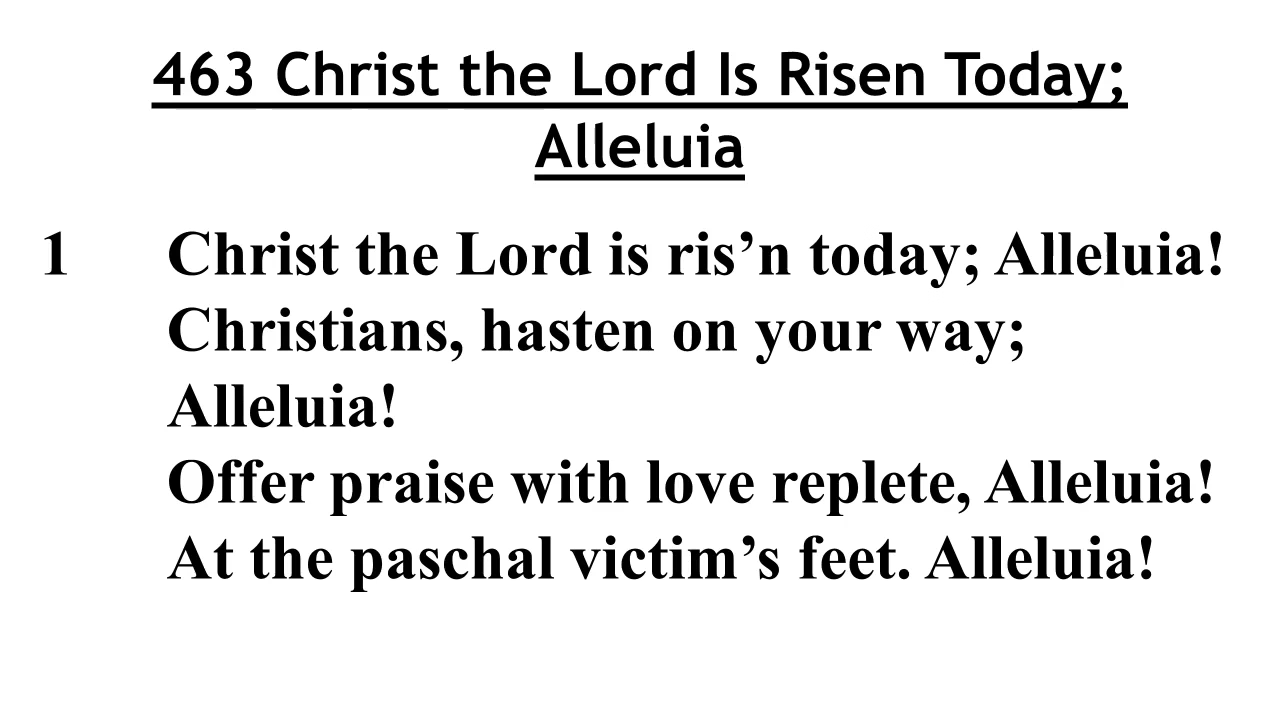 463 Christ the Lord Is Risen Today;
Alleluia
1 Christ the Lord is ris’n today; Alleluia!
Christians, hasten on your way;
Alleluia!
Offer praise with love replete, Alleluia!
At the paschal victim’s feet. Alleluia!